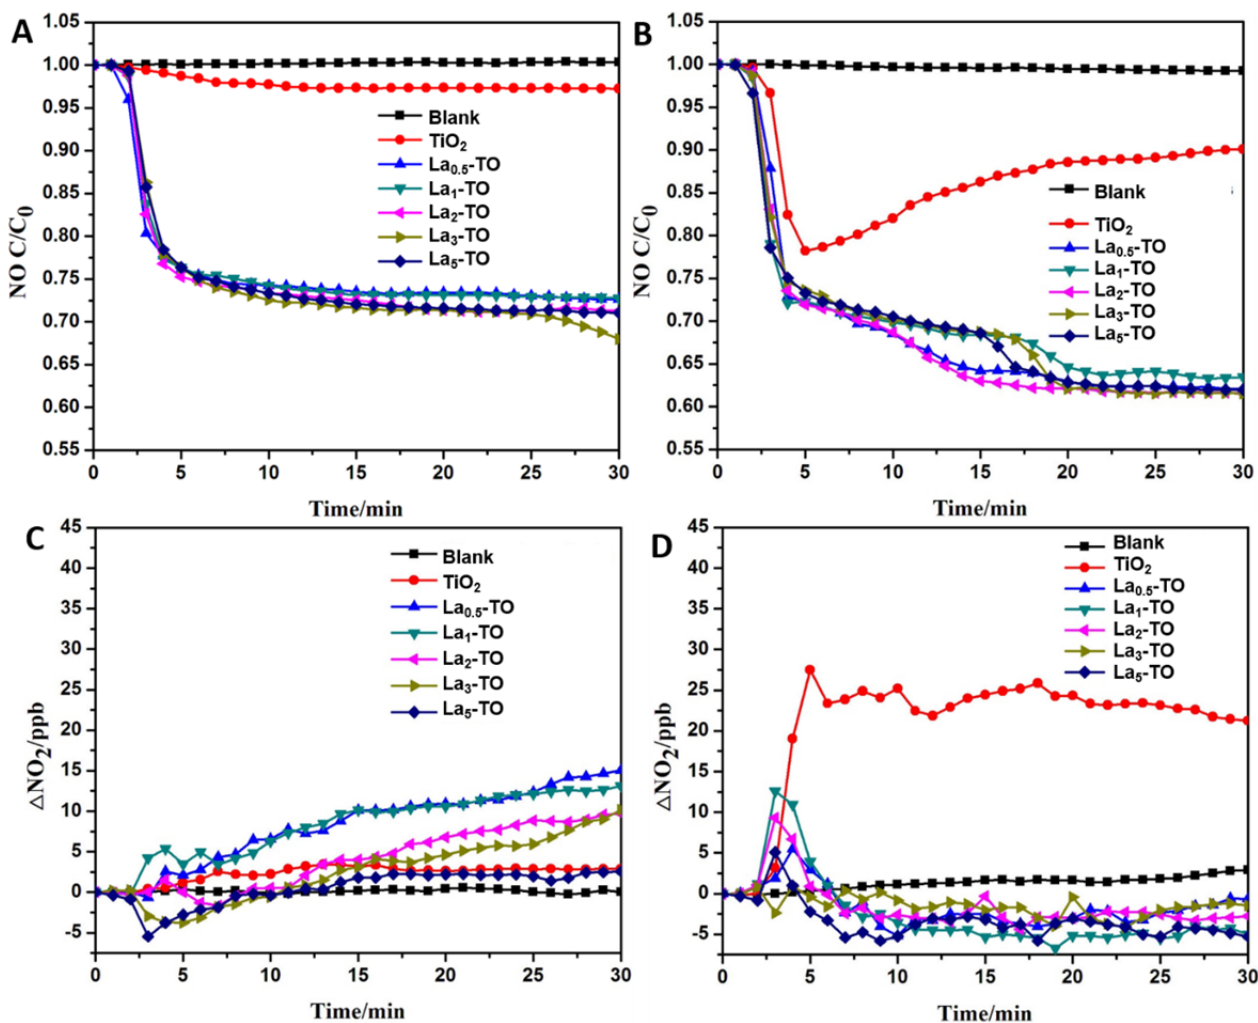 A
1.05
1.00
0.95
0.90
0.85
0.80
0.75
0.70
0.65
0.60
0.55
NO C/C0
0 5 10 15 20 25 30
Time/min
Blank
TiO2
La0.5-TO
La1-TO
La2-TO
La3-TO
La5-TO
B
1.05
1.00
0.95
0.90
0.85
0.80
0.75
0.70
0.65
0.60
0.55
NO C/C0
0 5 10 15 20 25 30
Time/min
Blank
TiO2
La0.5-TO
La1-TO
La2-TO
La3-TO
La5-TO
C
45
40
35
30
25
20
15
10
5
0
-5
△NO2/ppb
0 5 10 15 20 25 30
Time/min
Blank
TiO2
La0.5-TO
La1-TO
La2-TO
La3-TO
La5-TO
D
45
40
35
30
25
20
15
10
5
0
-5
△NO2/ppb
0 5 10 15 20 25 30
Time/min
Blank
TiO2
La0.5-TO
La1-TO
La2-TO
La3-TO
La5-TO